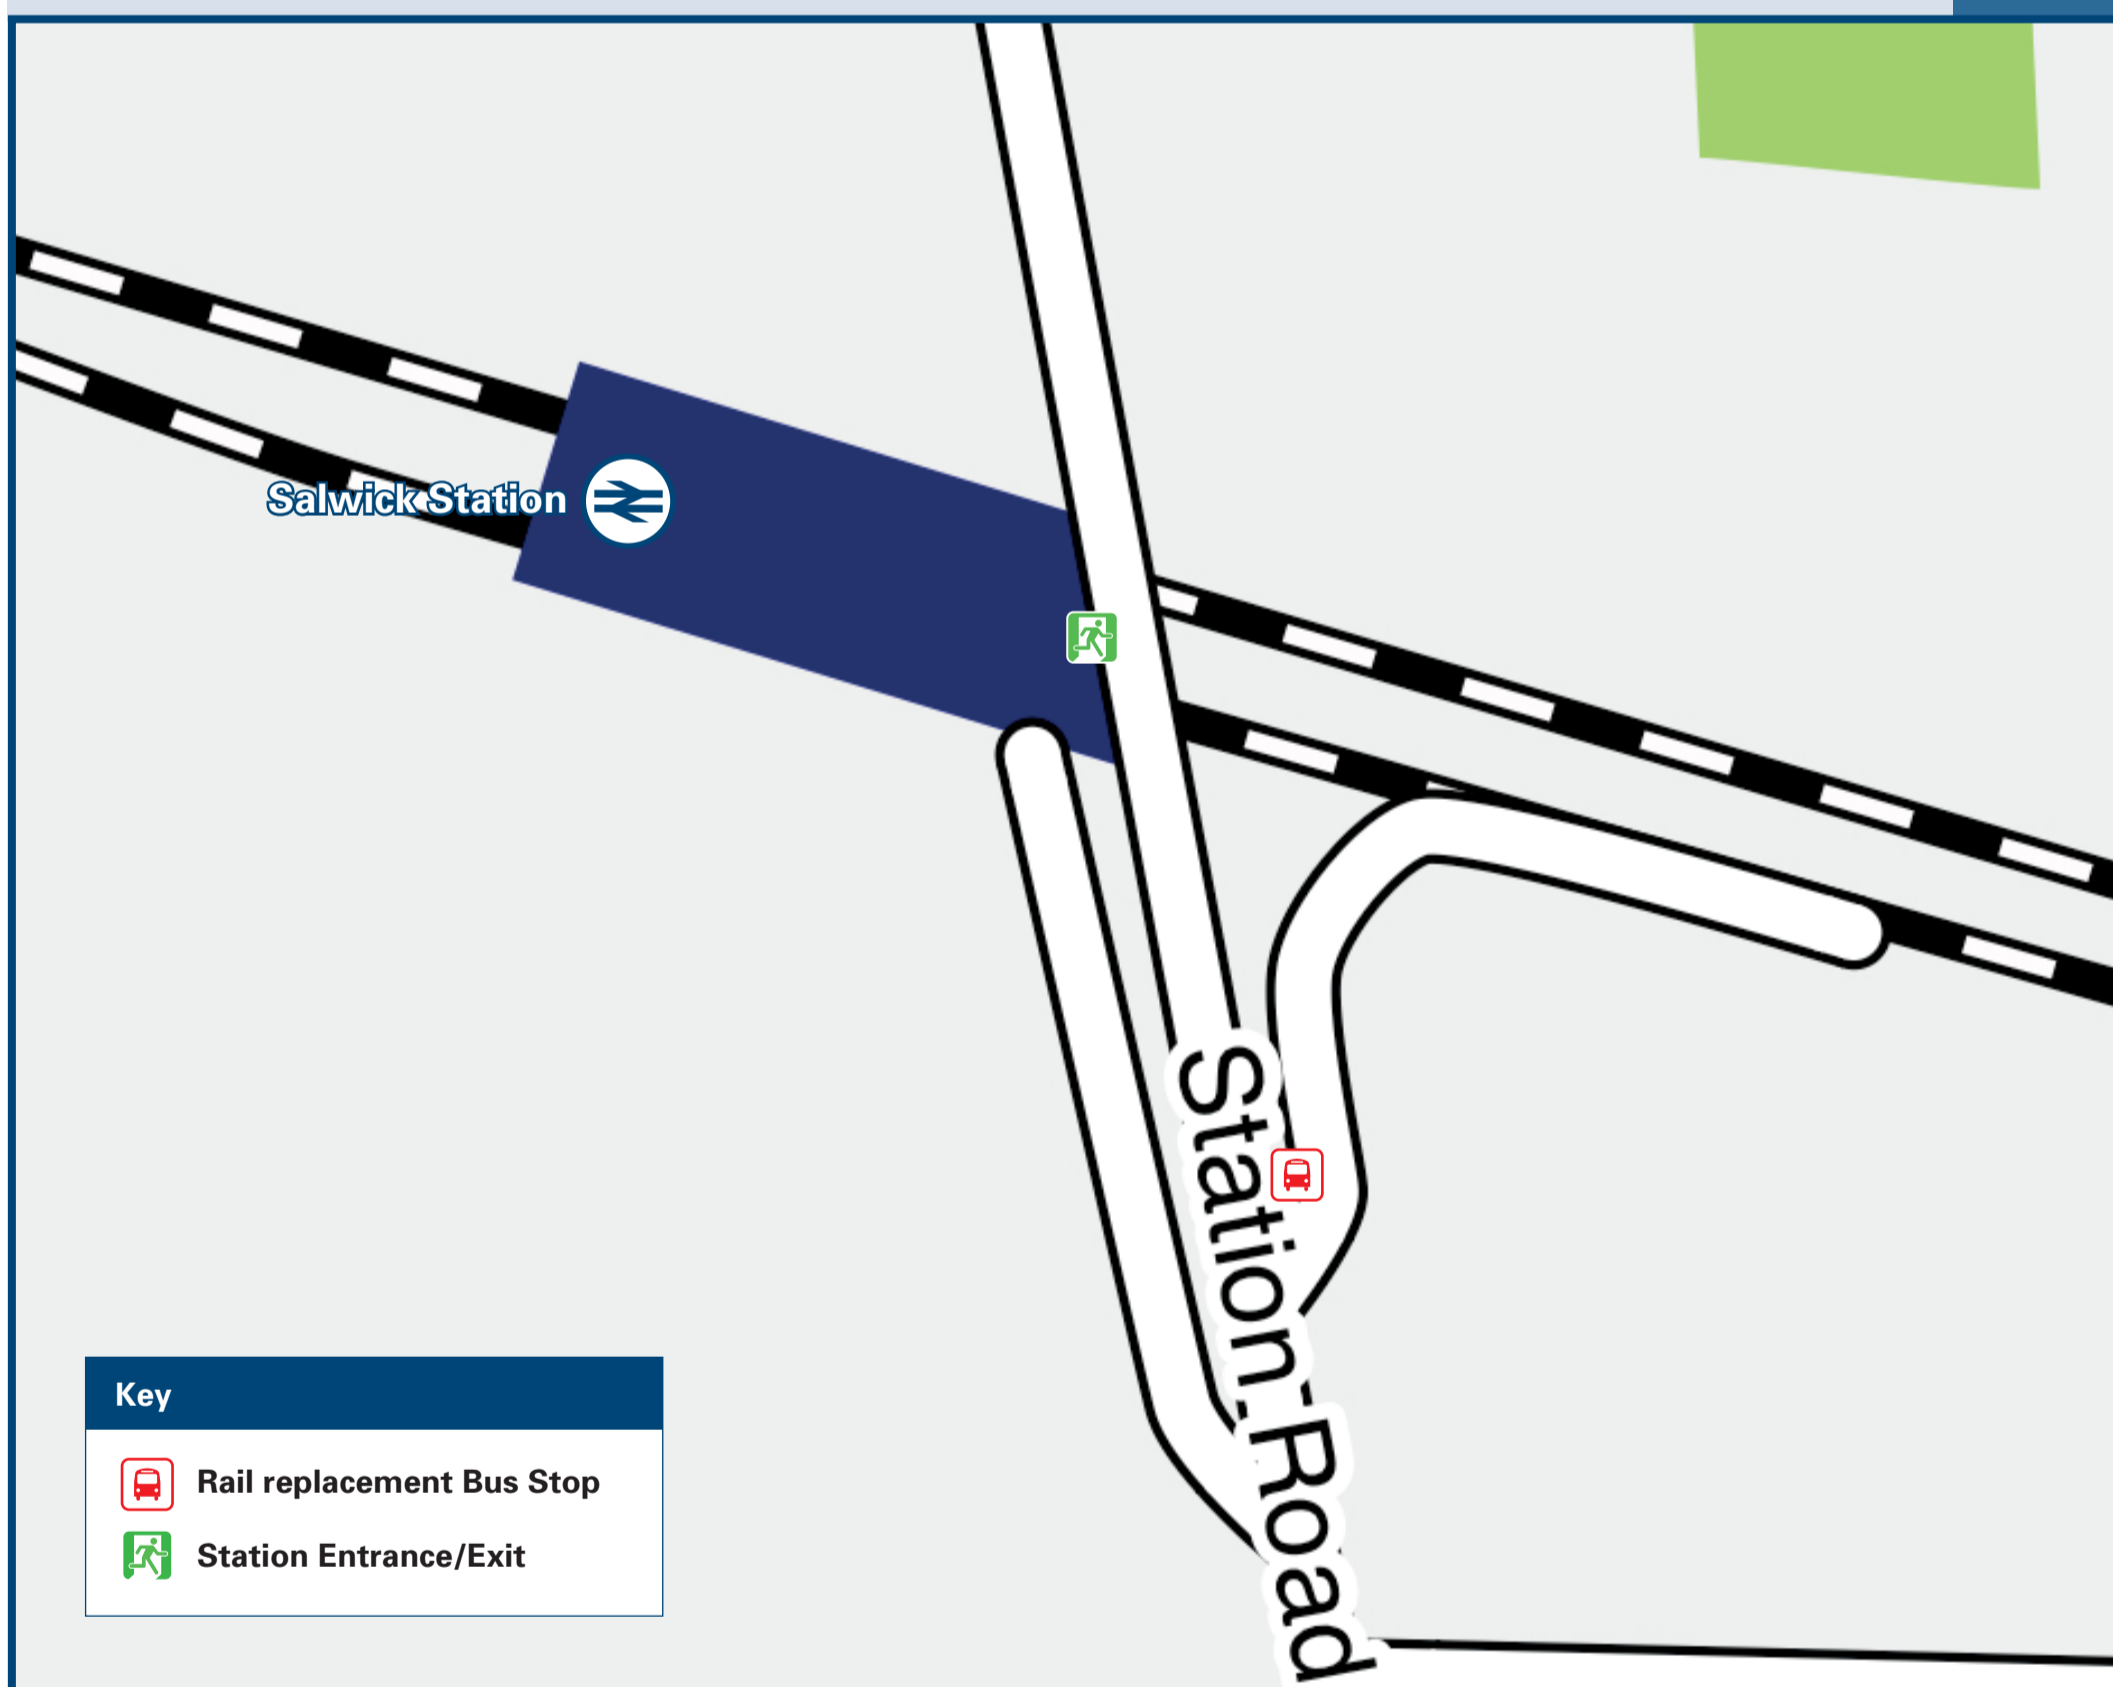 Salwick Station
Station Road
Key
Rail replacement Bus Stop
Station Entrance/Exit